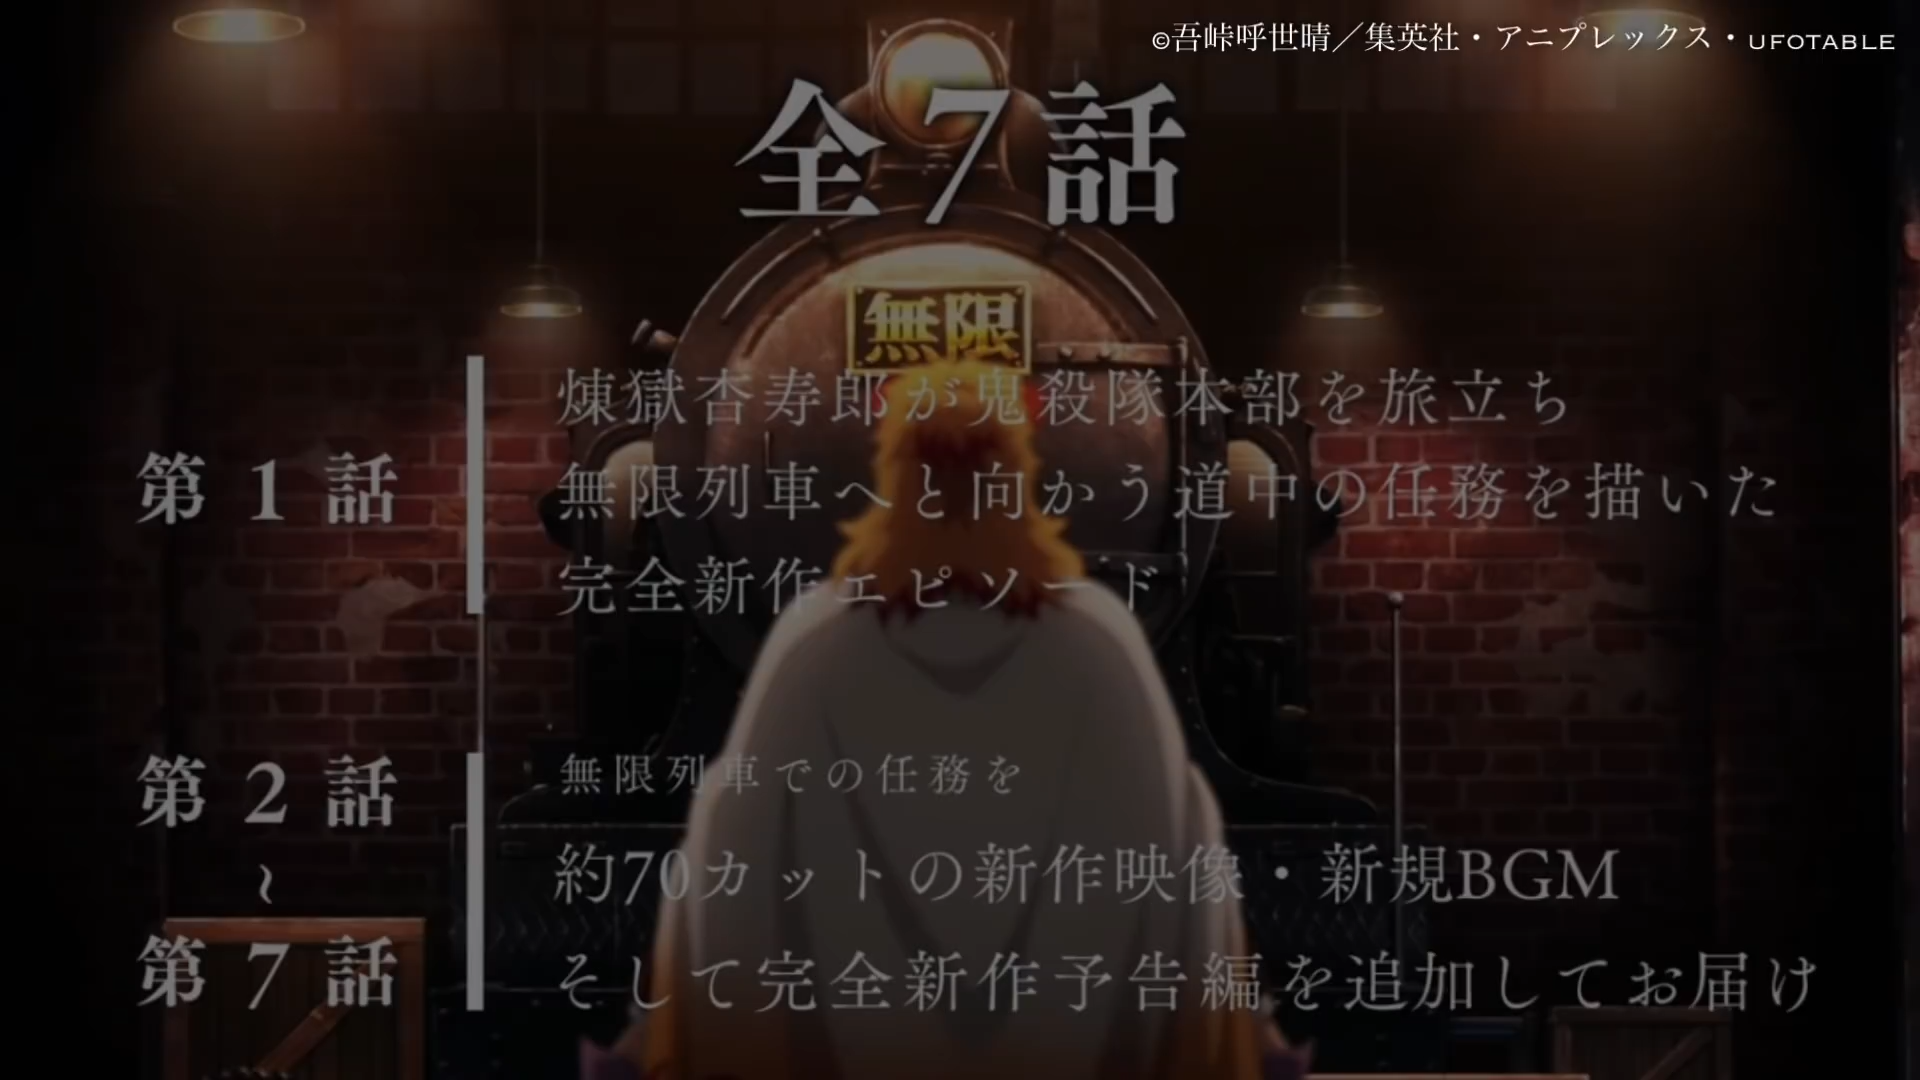 ©吾峠呼世晴／集英社・アニプレックス・UFOTABLE
全7話
無限
第1話
煉獄杏寿郎が鬼殺隊本部を旅立ち
無限列車へと向かう道中の任務を描いた
完全新作エピソード
第2話
～
第7話
無限列車での任務を
約70カットの新作映像・新規BGM
そして完全新作予告編を追加してお届け